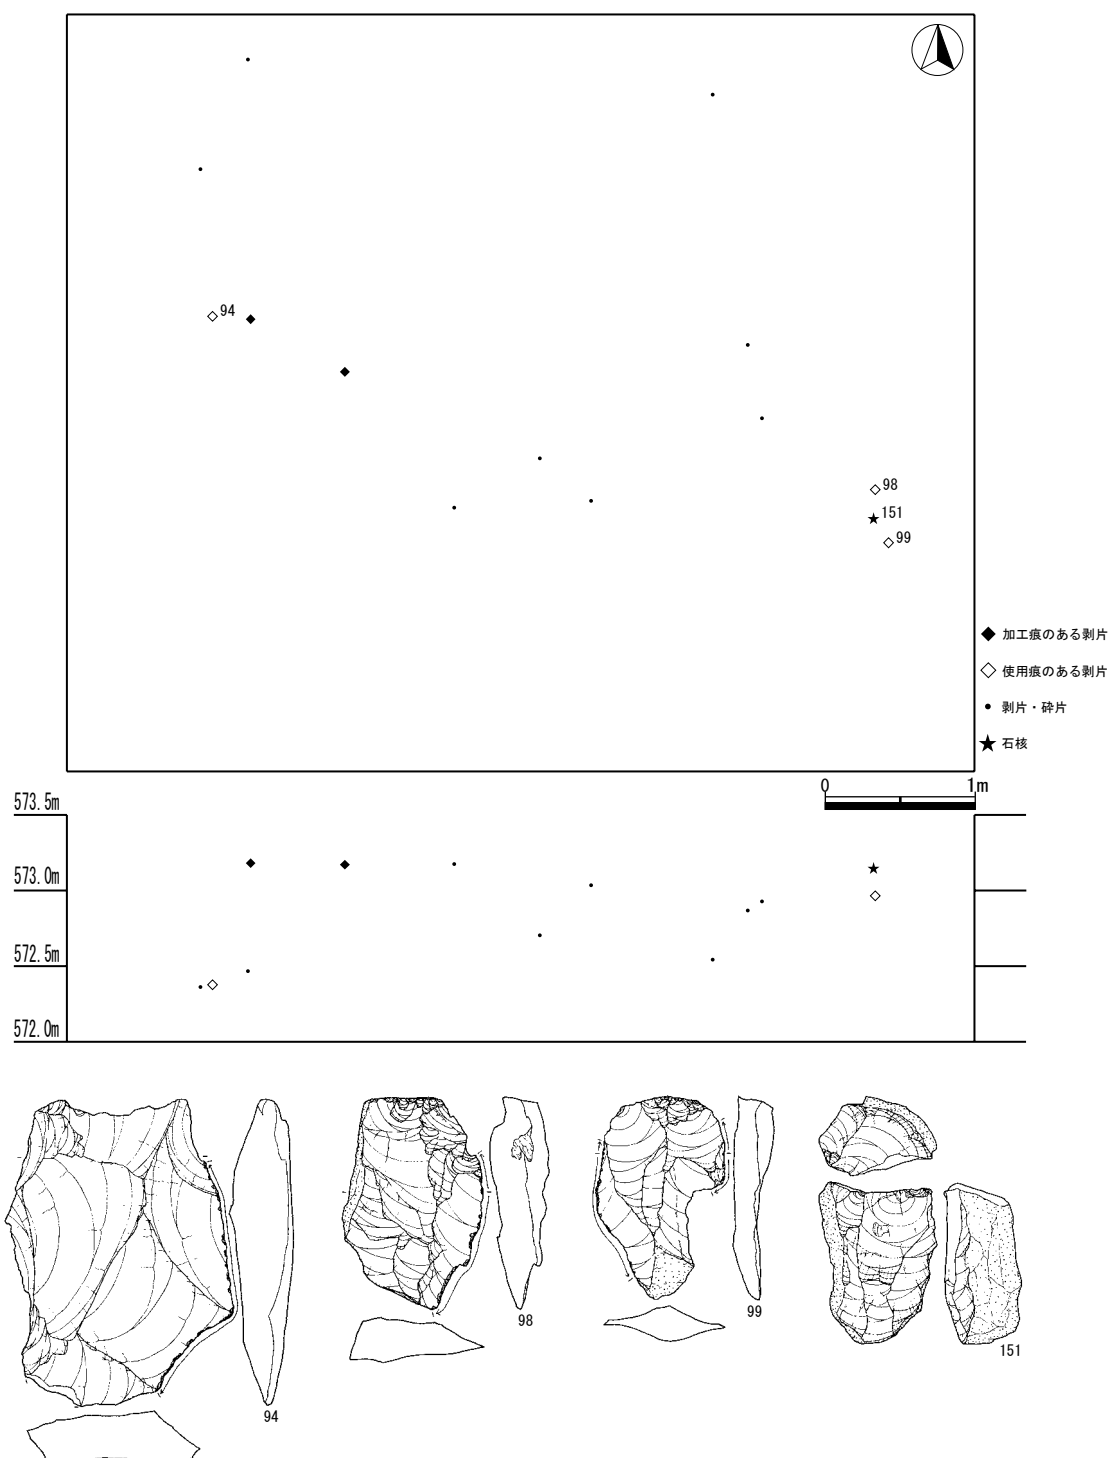 94
98
151
99
◆ 加工痕のある剥片
◇ 使用痕のある剥片
• 剥片・砕片
★ 石核
0 1m
573.5m
573.0m
572.5m
572.0m
98
99
151
94